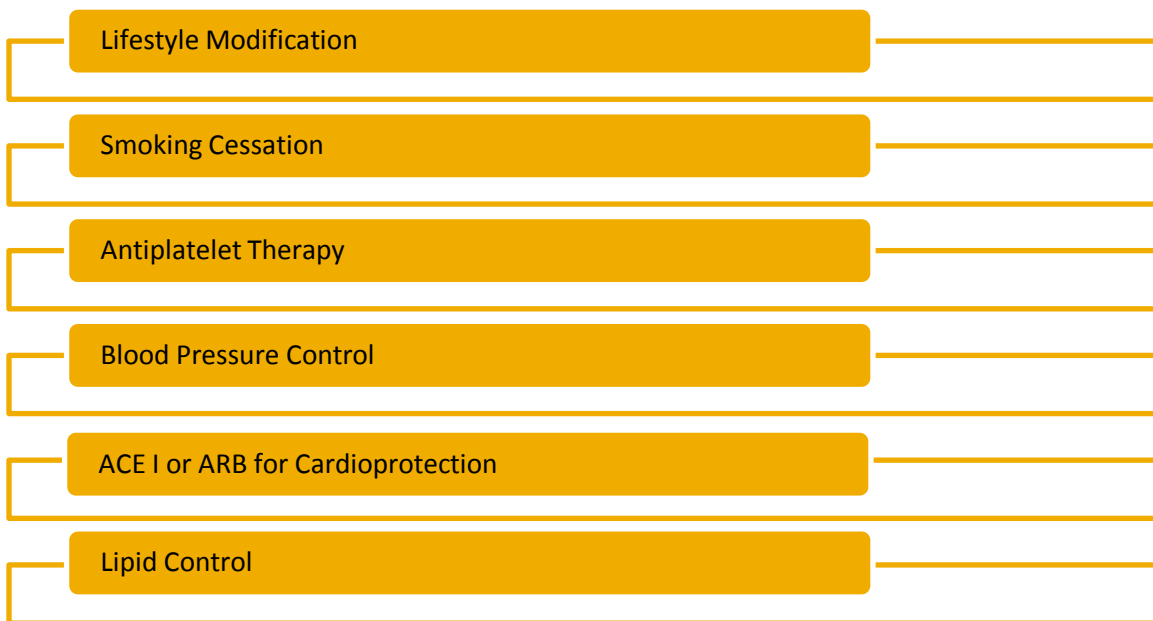 Lifestyle Modification
Smoking Cessation
Antiplatelet Therapy
Blood Pressure Control
ACE I or ARB for Cardioprotection
Lipid Control